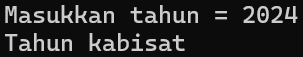 Masukkan tahun = 2024
Tahun kabisat